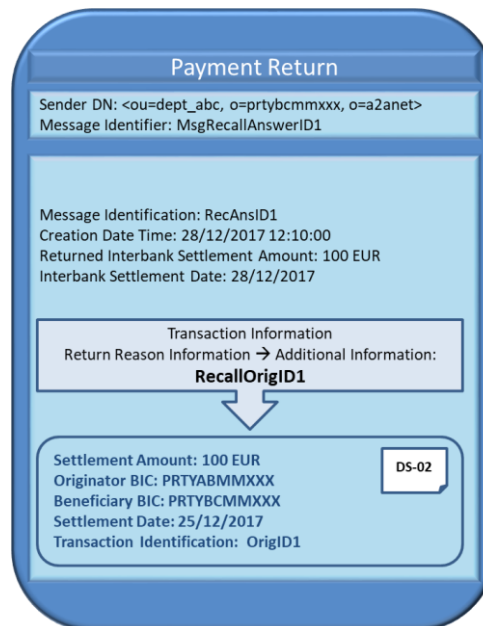 Payment Return
Sender DN: <ou=dept_abc, o=prtybcmmxxx, o=a2anet>
Message Identifier: MsgRecallAnswerID1
Message Identification: RecAnsID1
Creation Date Time: 28/12/2017 12:10:00
Returned Interbank Settlement Amount: 100 EUR
Interbank Settlement Date: 28/12/2017
Transaction Information
Return Reason Information → Additional Information:
RecallOrigID1
Settlement Amount: 100 EUR
DS-02
Originator BIC: PRTYABMMXXX
Beneficiary BIC: PRTYBCMMXXX
Settlement Date: 25/12/2017
Transaction Identification: OrigID1